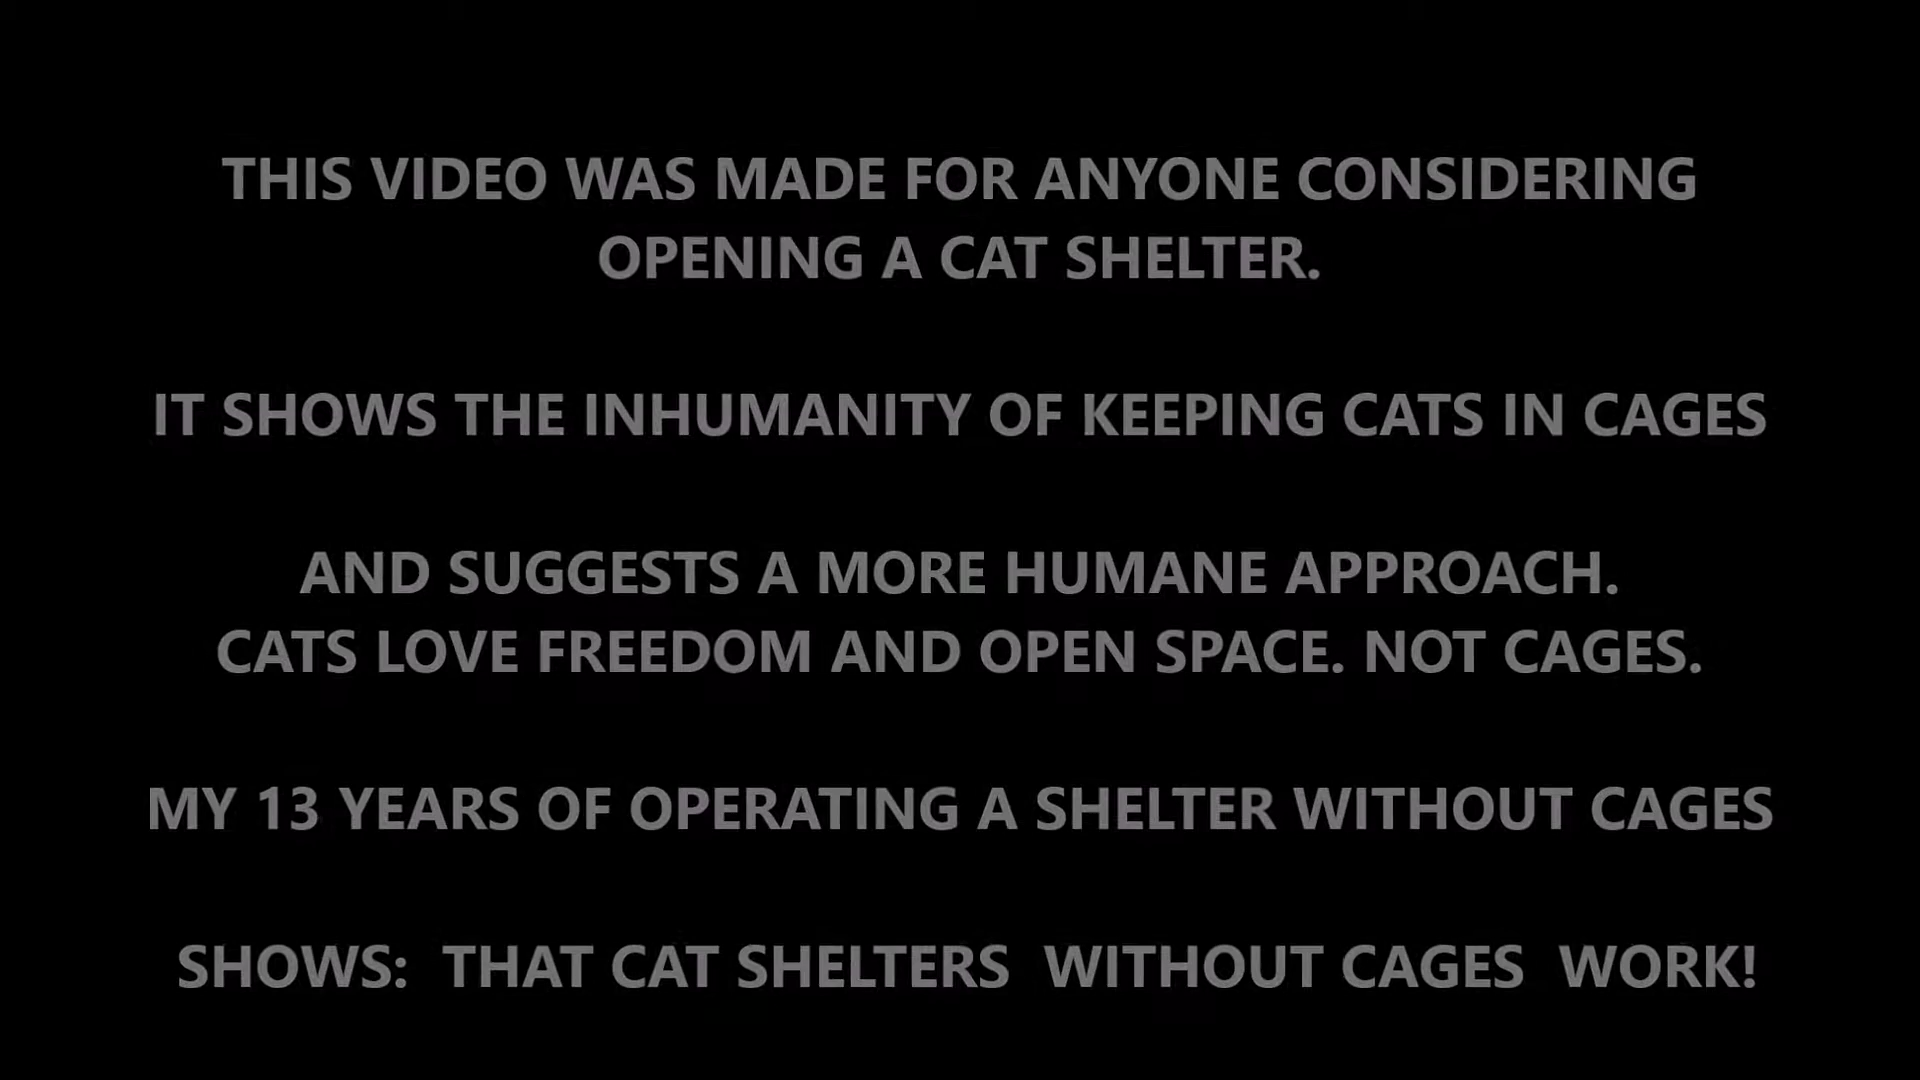 THIS VIDEO WAS MADE FOR ANYONE CONSIDERING
OPENING A CAT SHELTER.
IT SHOWS THE INHUMANITY OF KEEPING CATS IN CAGES
AND SUGGESTS A MORE HUMANE APPROACH.
CATS LOVE FREEDOM AND OPEN SPACE. NOT CAGES.
MY 13 YEARS OF OPERATING A SHELTER WITHOUT CAGES
SHOWS:  THAT CAT SHELTERS  WITHOUT CAGES  WORK!